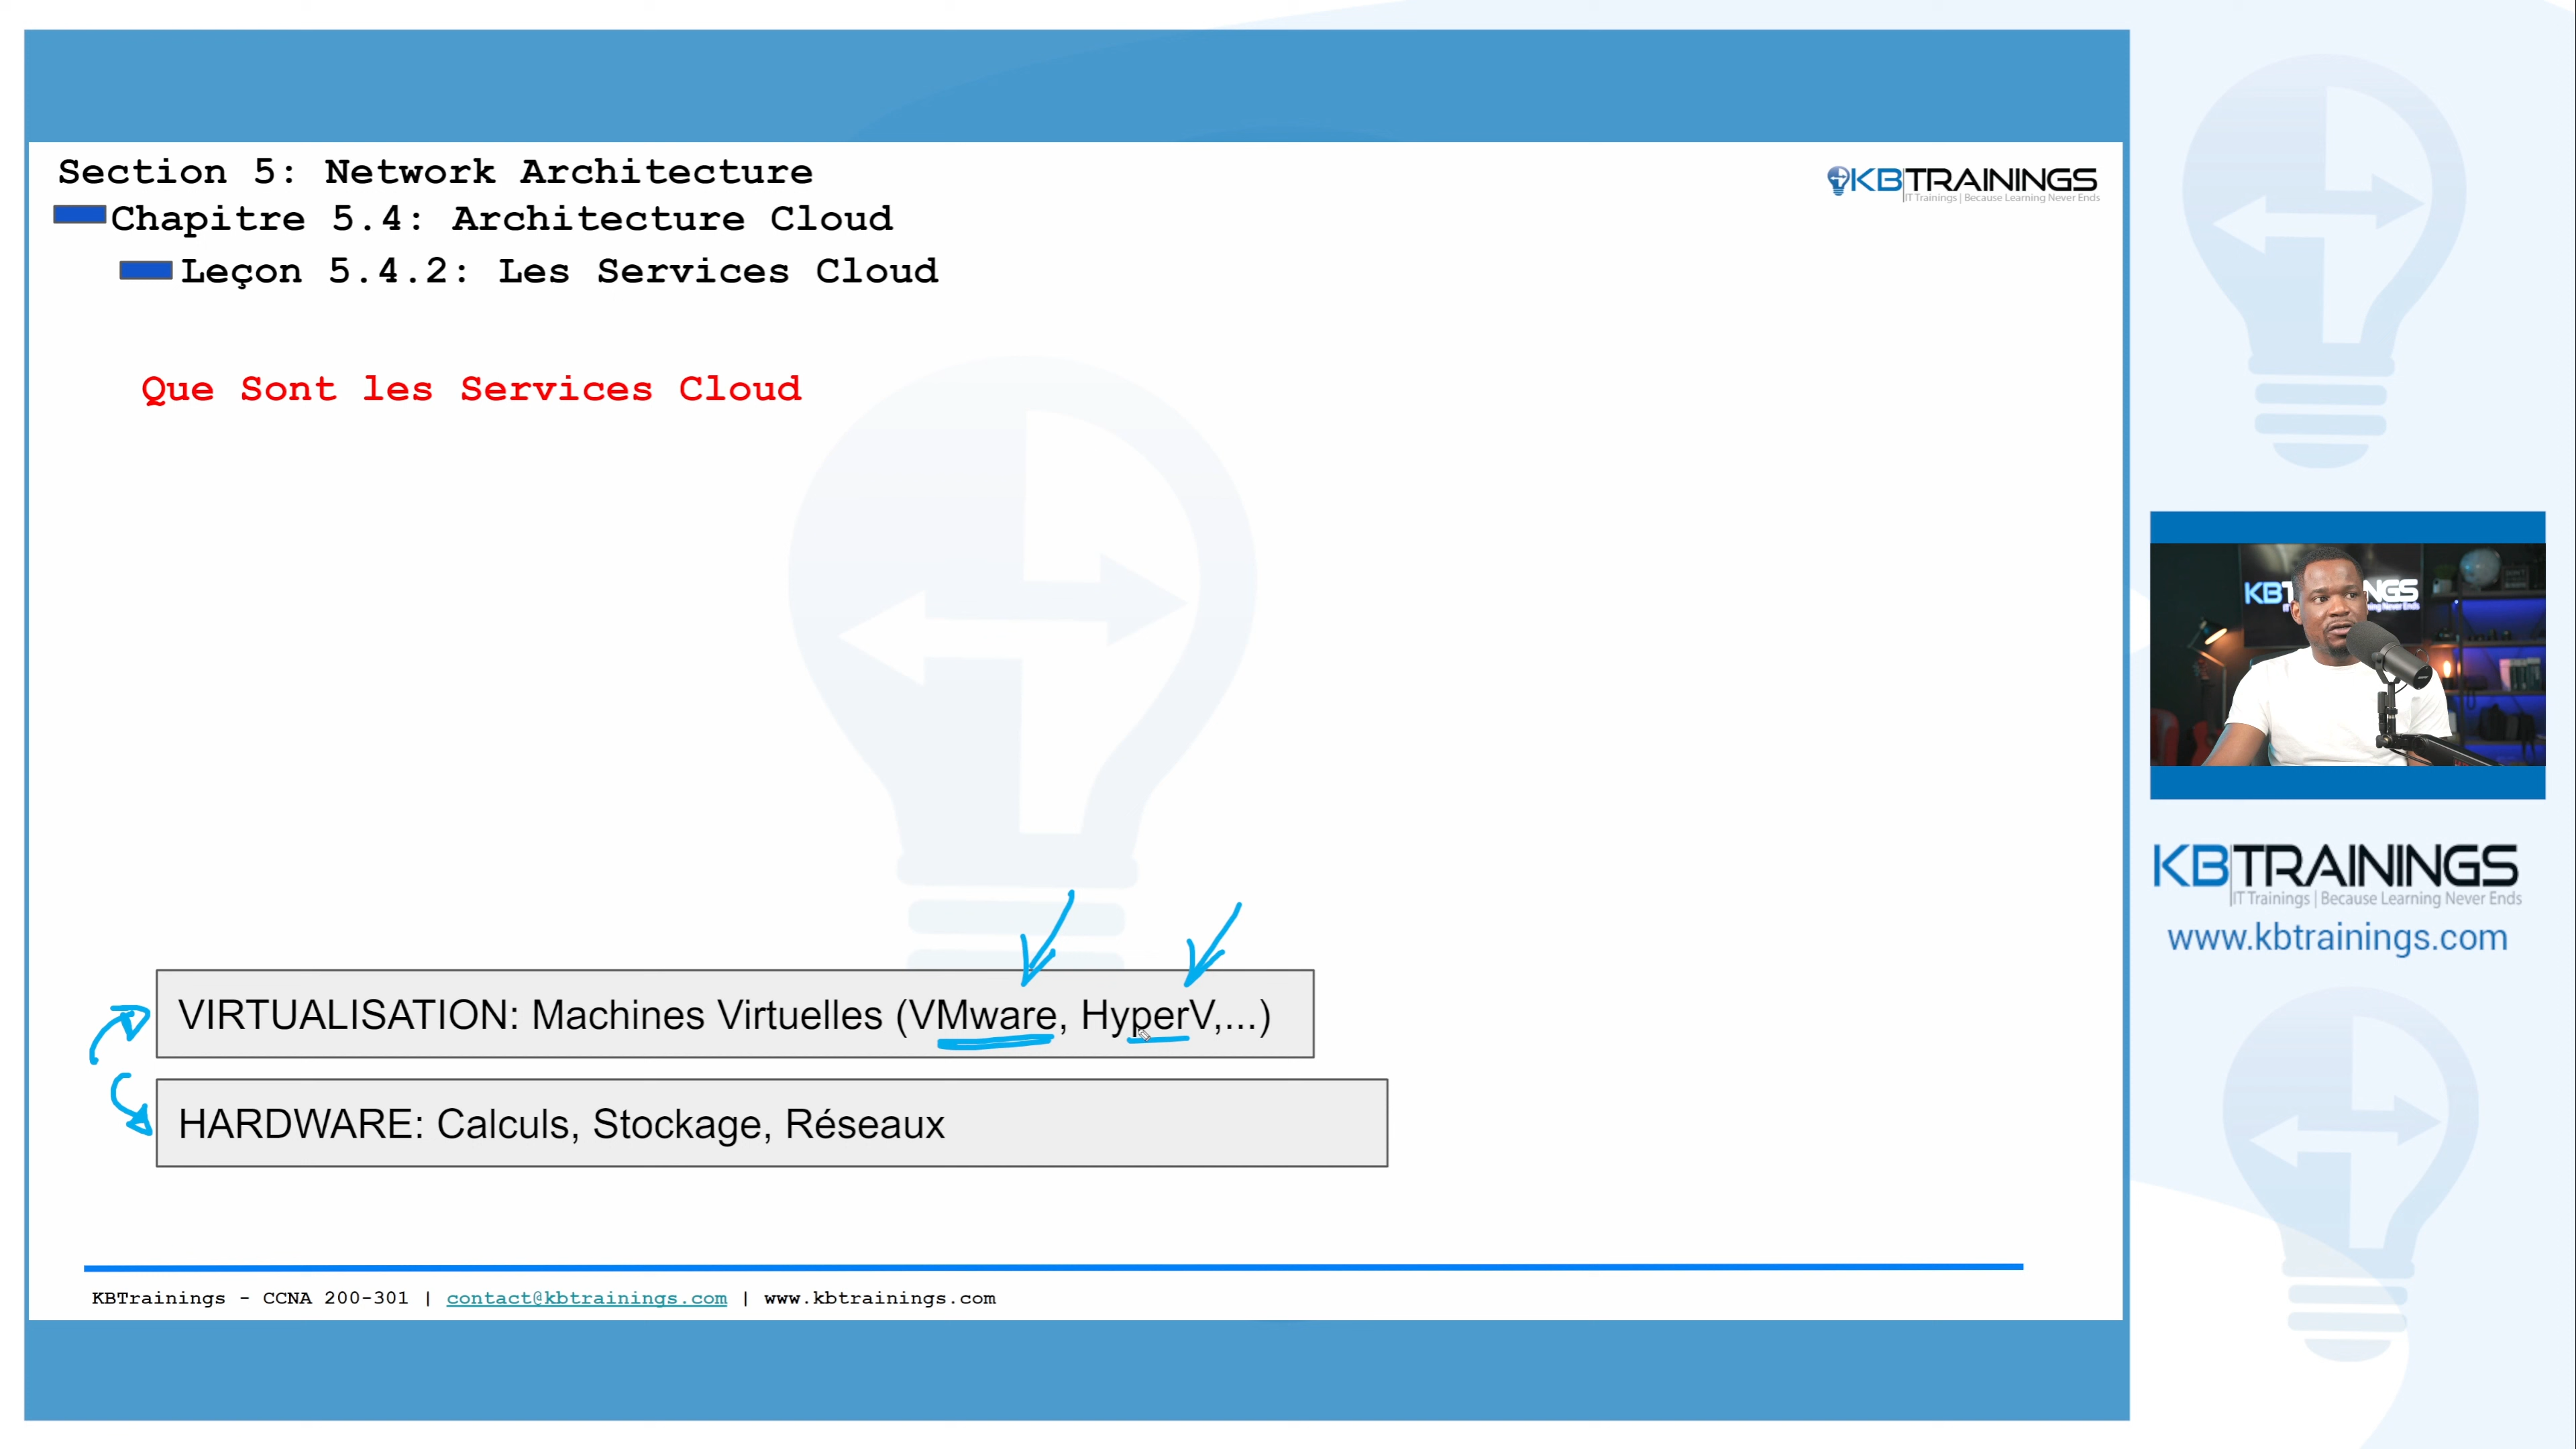 Section 5: Network Architecture
Chapitre 5.4: Architecture Cloud
Leçon 5.4.2: Les Services Cloud
KBTRAININGS
IT Trainings | Because Learning Never Ends
Que Sont les Services Cloud
VIRTUALISATION: Machines Virtuelles (VMware, HyperV,...)
HARDWARE: Calculs, Stockage, Réseaux
KBTrainings - CCNA 200-301 | contact@kbtrainings.com | www.kbtrainings.com
KBT NGS
KBTRAININGS
IT Trainings | Because Learning Never Ends
www.kbtrainings.com